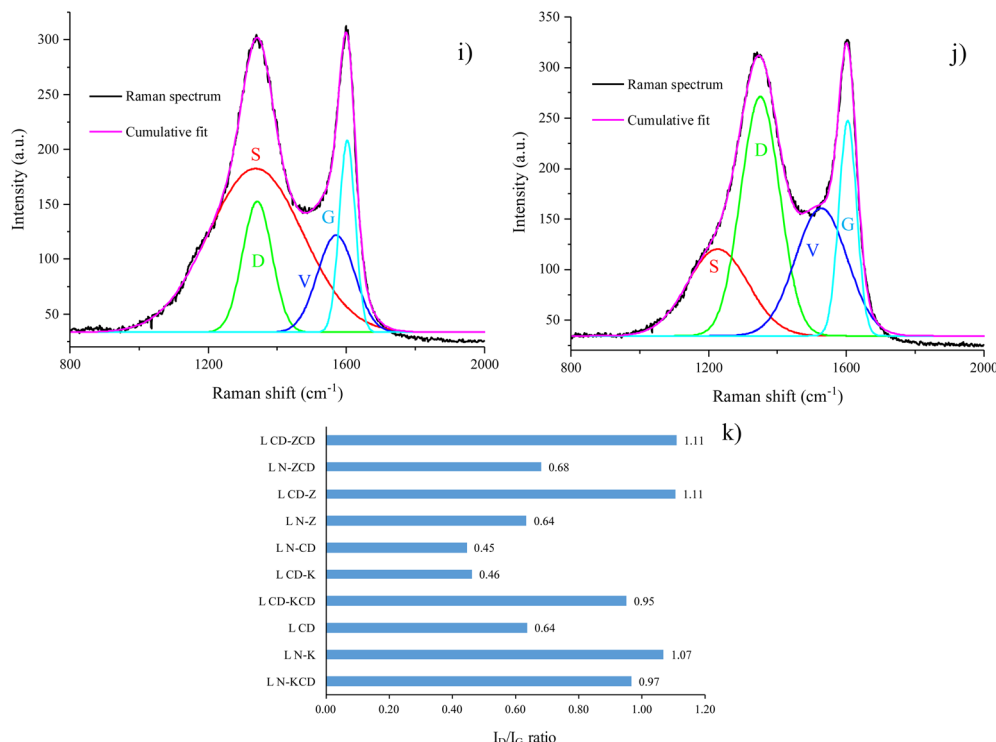 i)
300
250
200
150
100
50
Intensity (a.u.)
Raman spectrum
Cumulative fit
S
D
V
G
800
1200
1600
2000
Raman shift (cm-1)
j)
350
300
250
200
150
100
50
Intensity (a.u.)
Raman spectrum
Cumulative fit
S
D
V
G
800
1200
1600
2000
Raman shift (cm-1)
k)
L CD-ZCD 1.11
L N-ZCD 0.68
L CD-Z 1.11
L N-Z 0.64
L N-CD 0.45
L CD-K 0.46
L CD-KCD 0.95
L CD 0.64
L N-K 1.07
L N-KCD 0.97
0.00 0.20 0.40 0.60 0.80 1.00 1.20
ID/IG ratio